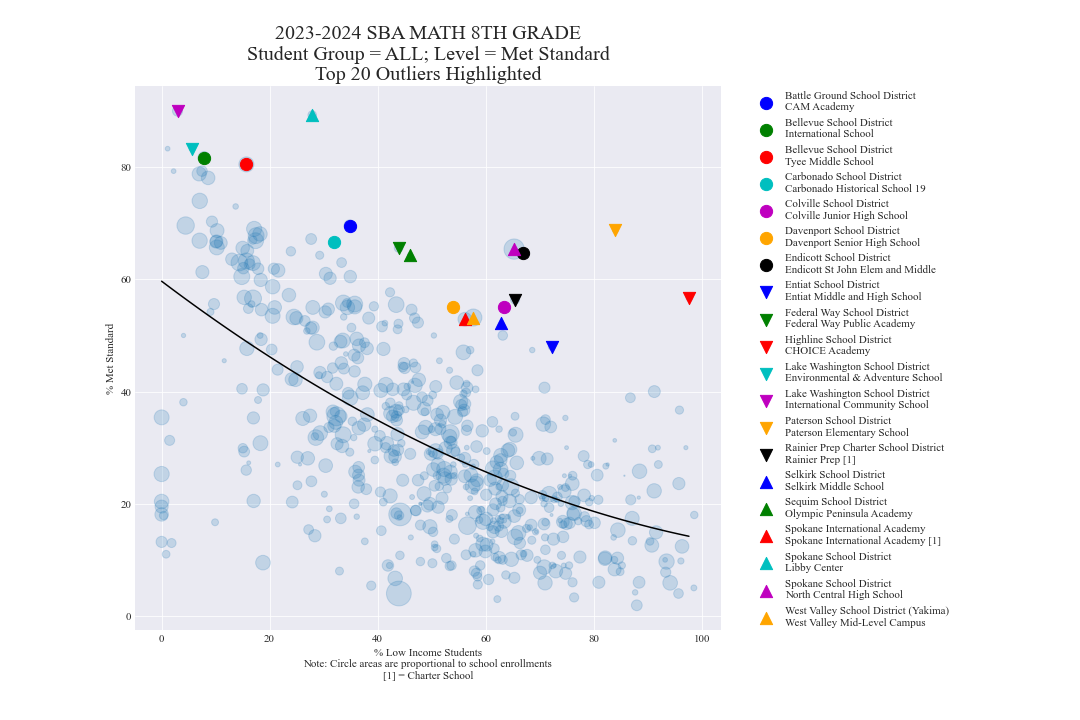 2023-2024 SBA MATH 8TH GRADE
Student Group = ALL; Level = Met Standard
Top 20 Outliers Highlighted
% Met Standard
80
60
40
20
0
0 20 40 60 80 100
% Low Income Students
Note: Circle areas are proportional to school enrollments
[1] = Charter School
Battle Ground School District
CAM Academy
Bellevue School District
International School
Bellevue School District
Tyee Middle School
Carbonado School District
Carbonado Historical School 19
Colville School District
Colville Junior High School
Davenport School District
Davenport Senior High School
Endicott School District
Endicott St John Elem and Middle
Entiat School District
Entiat Middle and High School
Federal Way School District
Federal Way Public Academy
Highline School District
CHOICE Academy
Lake Washington School District
Environmental & Adventure School
Lake Washington School District
International Community School
Paterson School District
Paterson Elementary School
Rainier Prep Charter School District
Rainier Prep [1]
Selkirk School District
Selkirk Middle School
Sequim School District
Olympic Peninsula Academy
Spokane International Academy
Spokane International Academy [1]
Spokane School District
Libby Center
Spokane School District
North Central High School
West Valley School District (Yakima)
West Valley Mid-Level Campus